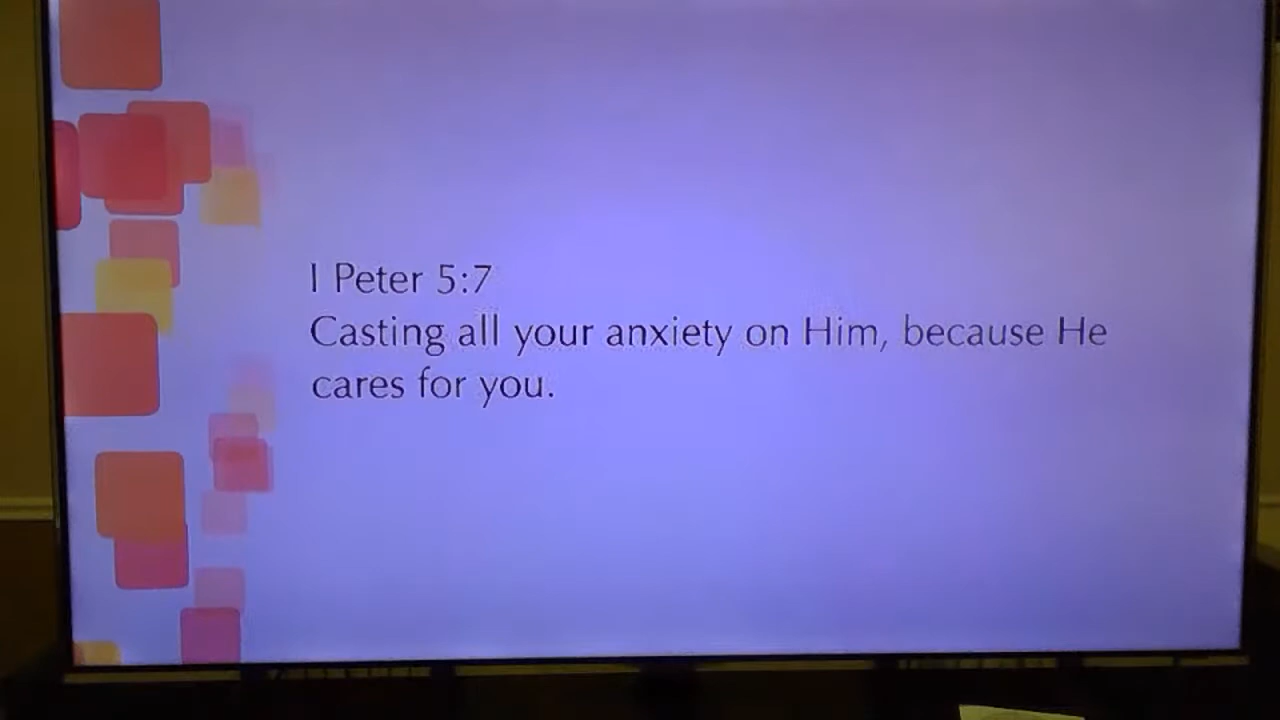 I Peter 5:7
Casting all your anxiety on Him, because He
cares for you.